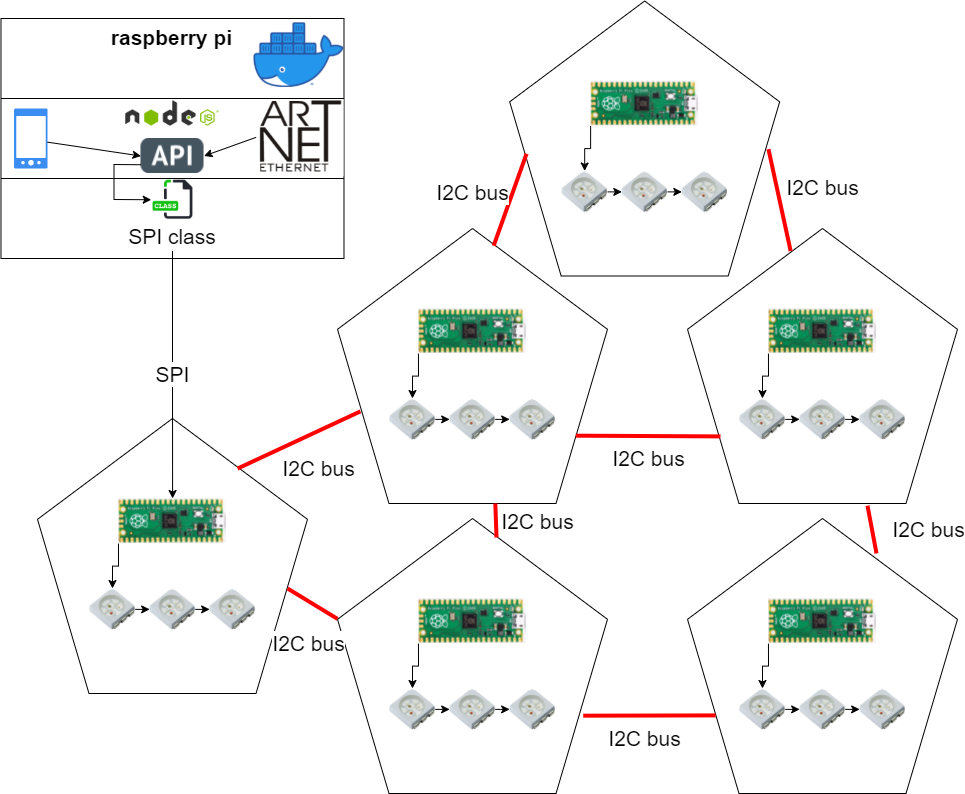 raspberry pi
node
JS
ART
NET
ETHERNET
API
CLASS
SPI class
SPI
I2C bus
I2C bus
I2C bus
I2C bus
I2C bus
I2C bus
I2C bus
I2C bus